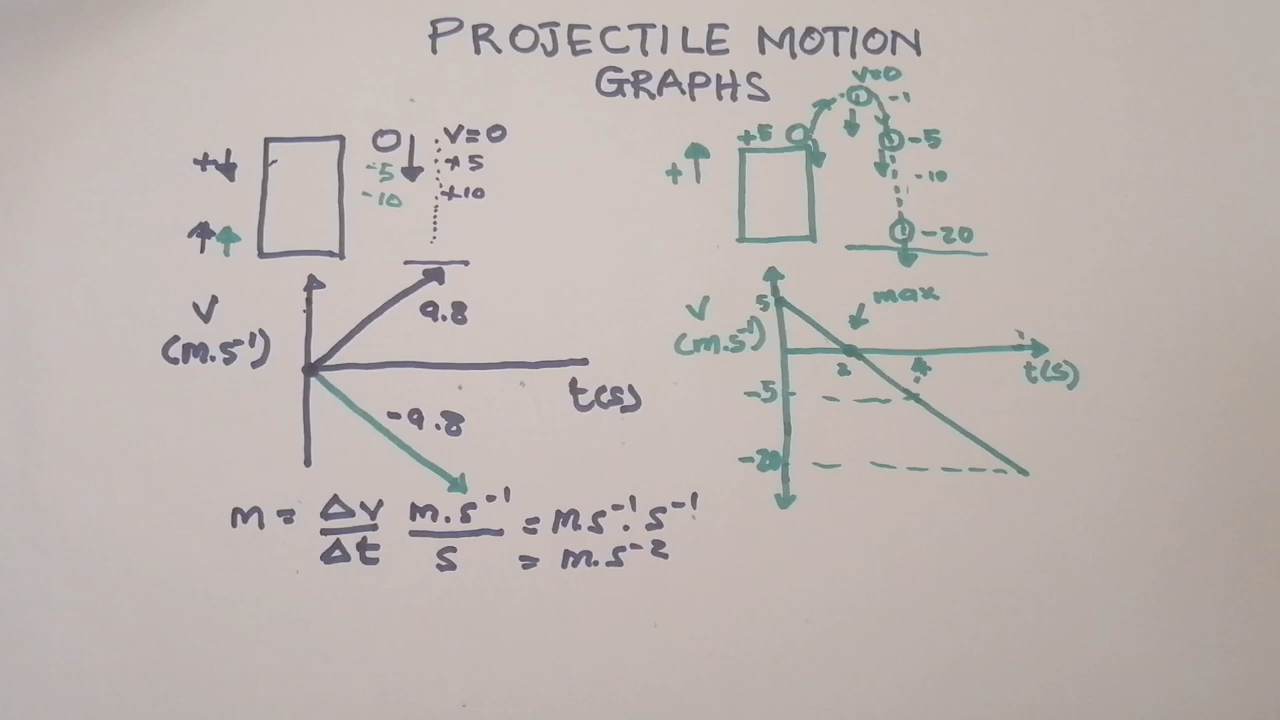 PROJECTILE MOTION
GRAPHS
+
V=0
-5
+5
-10
+10
V
(m.s⁻¹)
9.8
t(s)
-9.8
m = Δv/Δt m.s⁻¹/s = m.s⁻¹.s⁻¹
= m.s⁻²
V=0
-1
+5
-5
+
-10
-20
V
(m.s⁻¹)
5
max
2
4
t(s)
-5
-20